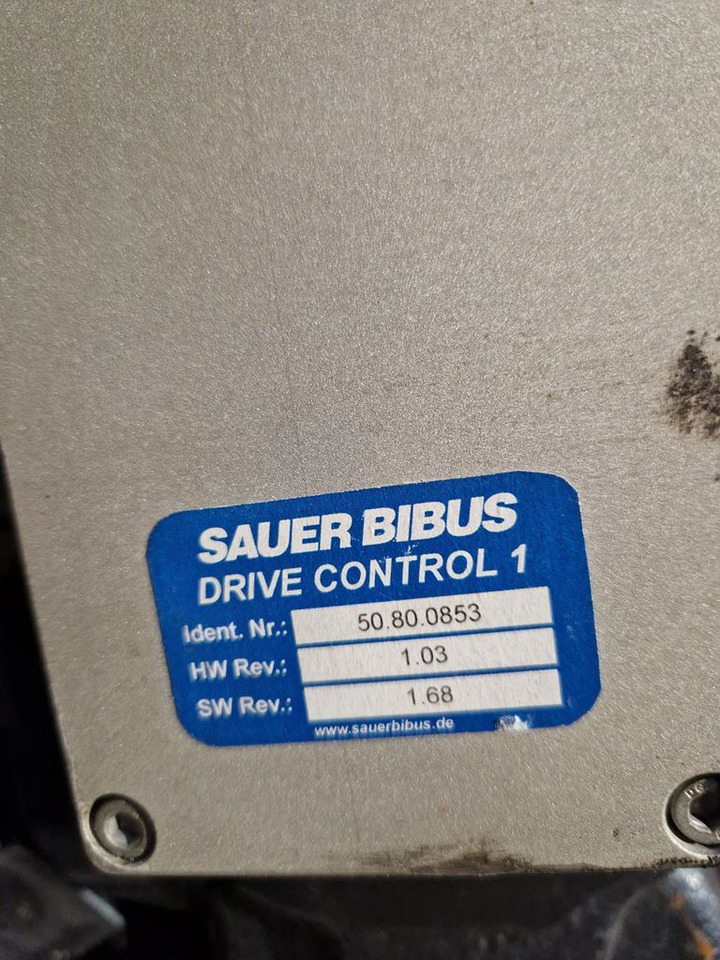 SAUER BIBUS
DRIVE CONTROL 1
Ident. Nr.: 50.80.0853
HW Rev.: 1.03
SW Rev.: 1.68
www.sauerbibus.de